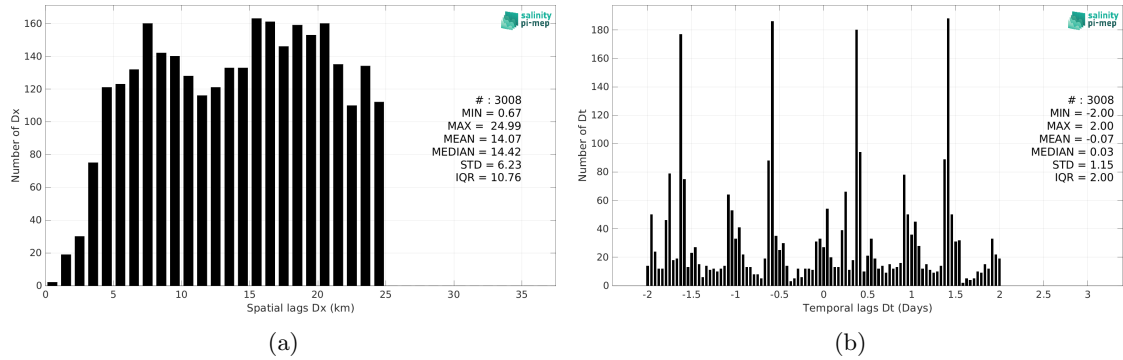 salinity
pi-mep
Number of Dx
160
140
120
100
80
60
40
20
0
# : 3008
MIN = 0.67
MAX = 24.99
MEAN = 14.07
MEDIAN = 14.42
STD = 6.23
IQR = 10.76
0 5 10 15 20 25 30 35
Spatial lags Dx (km)
(a)
salinity
pi-mep
Number of Dt
180
160
140
120
100
80
60
40
20
0
# : 3008
MIN = -2.00
MAX = 2.00
MEAN = -0.07
MEDIAN = 0.03
STD = 1.15
IQR = 2.00
-2 -1.5 -1 -0.5 0 0.5 1 1.5 2 2.5 3
Temporal lags Dt (Days)
(b)